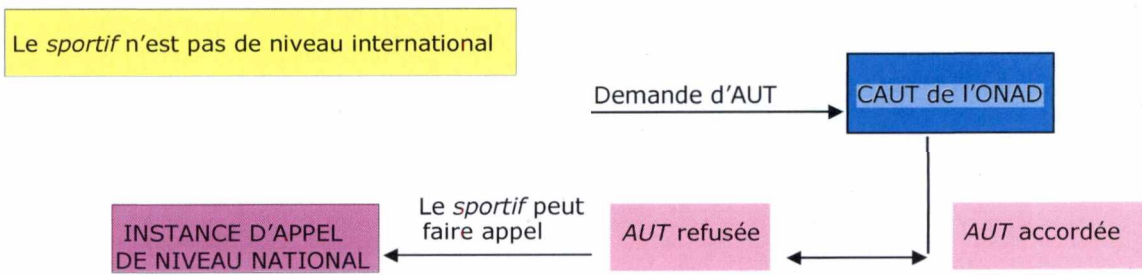 Le sportif n'est pas de niveau international
Demande d'AUT
CAUT de l'ONAD
INSTANCE D'APPEL
DE NIVEAU NATIONAL
Le sportif peut
faire appel
AUT refusée
AUT accordée